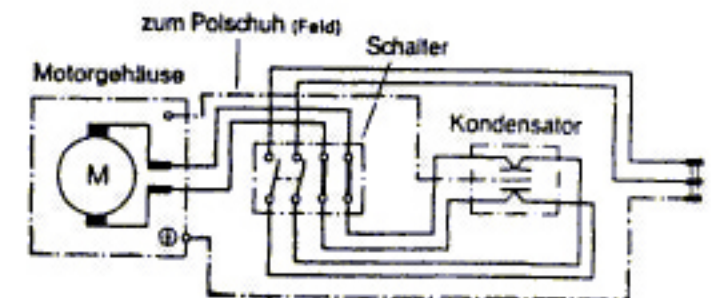 zum Polschuh (Feld)
Schalter
Motorgehäuse
Kondensator
M